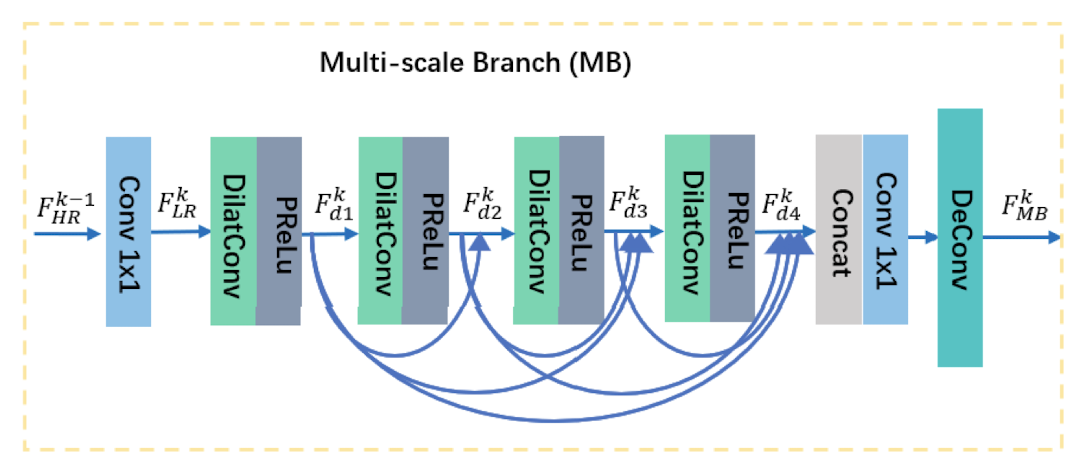 Multi-scale Branch (MB)
F_{HR}^{k-1}
Conv 1x1
F_{LR}^{k}
DilatConv
PReLu
F_{d1}^{k}
DilatConv
PReLu
F_{d2}^{k}
DilatConv
PReLu
F_{d3}^{k}
DilatConv
PReLu
F_{d4}^{k}
Concat
Conv 1x1
DeConv
F_{MB}^{k}